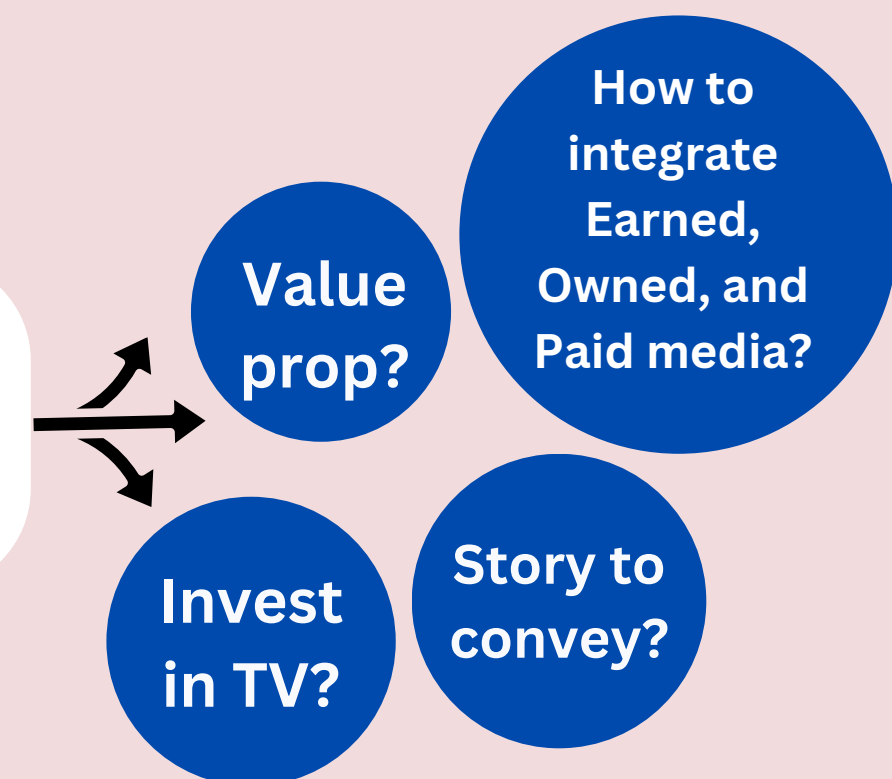 How to
integrate
Earned,
Owned, and
Paid media?
Value
prop?
Invest
in TV?
Story to
convey?